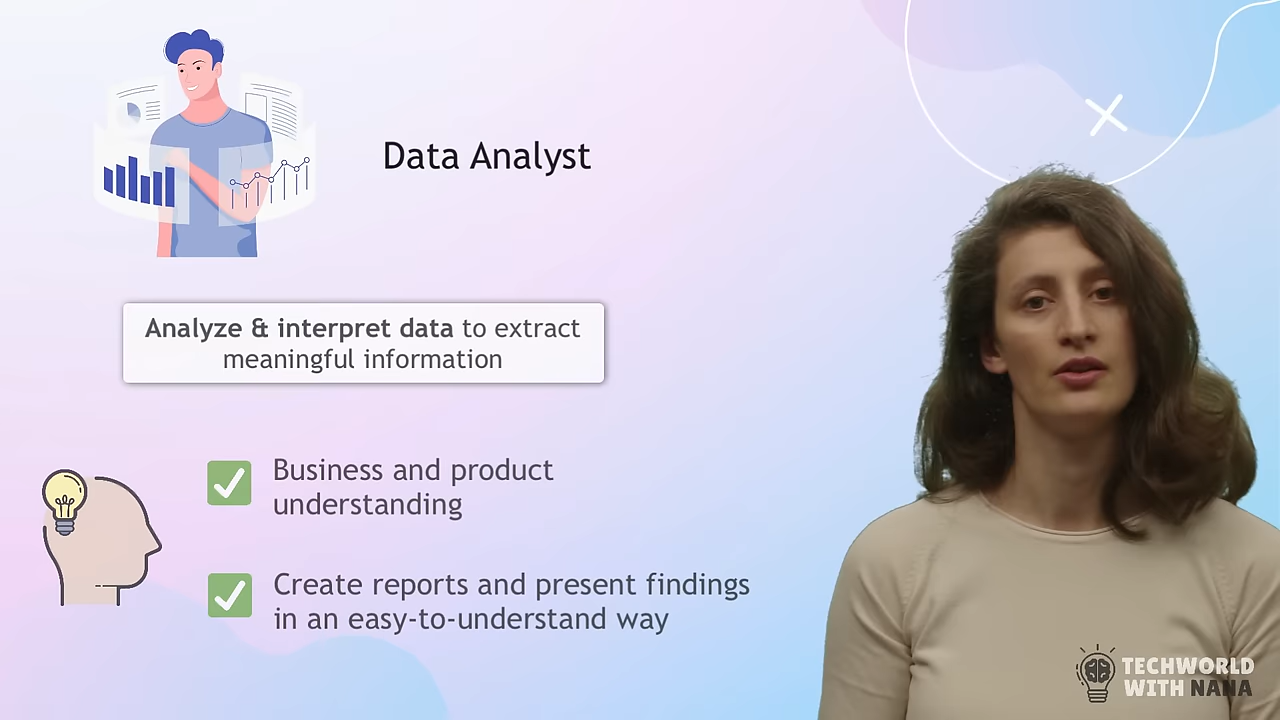 Data Analyst
Analyze & interpret data to extract
meaningful information
Business and product
understanding
Create reports and present findings
in an easy-to-understand way
TECHWORLD
WITH NANA